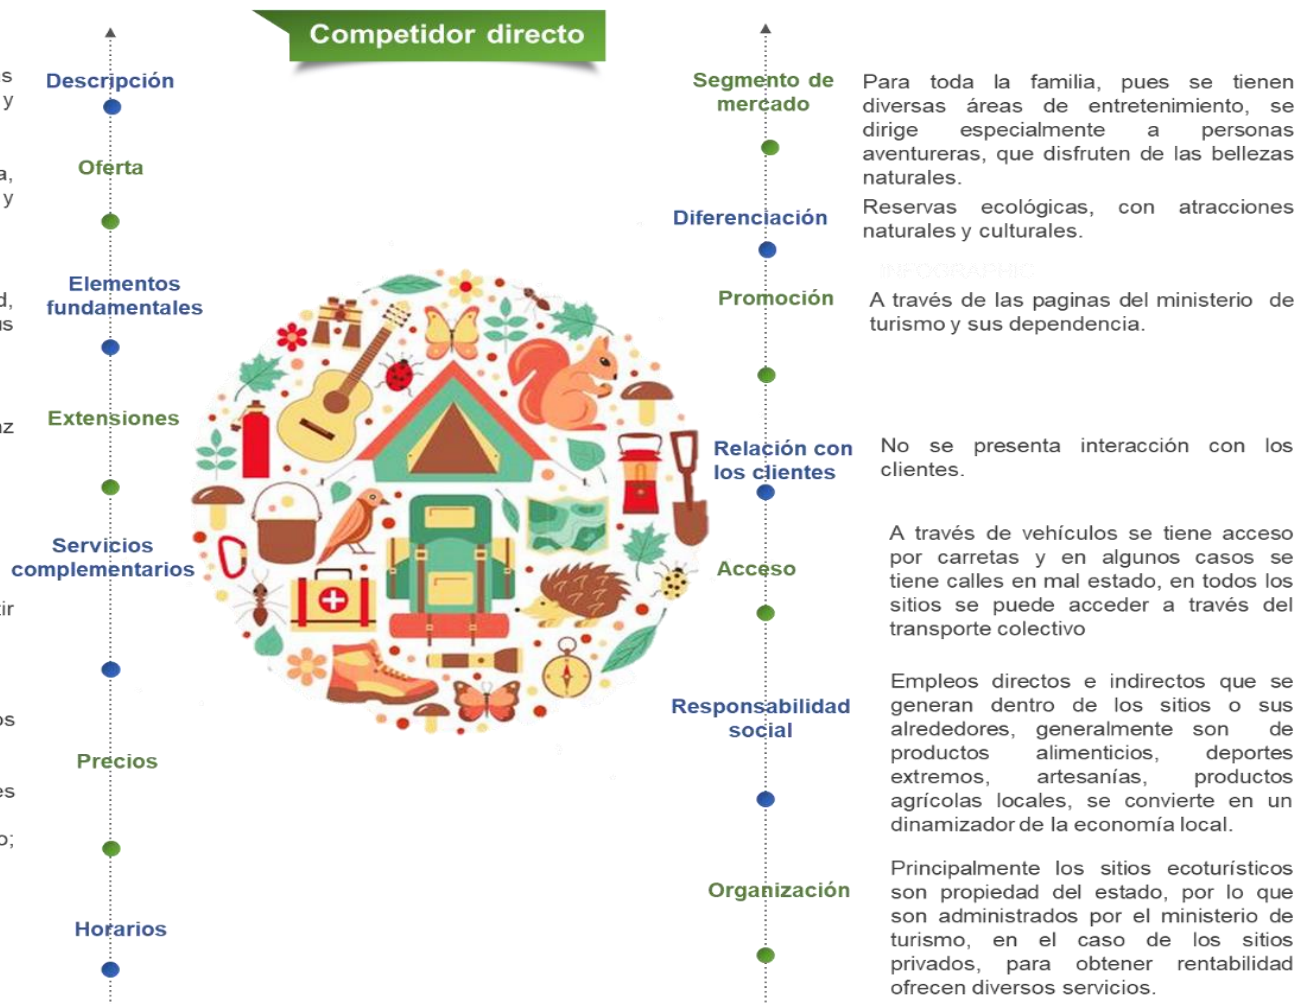 Competidor directo
Descripción
Oferta
Elementos
fundamentales
Extensiones
Servicios
complementarios
Precios
Horarios
Segmento de
mercado
Para toda la familia, pues se tienen
diversas áreas de entretenimiento, se
dirige especialmente a personas
aventureras, que disfruten de las bellezas
naturales.
Diferenciación
Reservas ecológicas, con atracciones
naturales y culturales.
INFOGRAPHIC
Promoción
A través de las paginas del ministerio de
turismo y sus dependencia.
Relación con
los clientes
No se presenta interacción con los
clientes.
Acceso
A través de vehículos se tiene acceso
por carretas y en algunos casos se
tiene calles en mal estado, en todos los
sitios se puede acceder a través del
transporte colectivo
Responsabilidad
social
Empleos directos e indirectos que se
generan dentro de los sitios o sus
alrededores, generalmente son de
productos alimenticios, deportes
extremos, artesanías, productos
agrícolas locales, se convierte en un
dinamizador de la economía local.
Organización
Principalmente los sitios ecoturísticos
son propiedad del estado, por lo que
son administrados por el ministerio de
turismo, en el caso de los sitios
privados, para obtener rentabilidad
ofrecen diversos servicios.